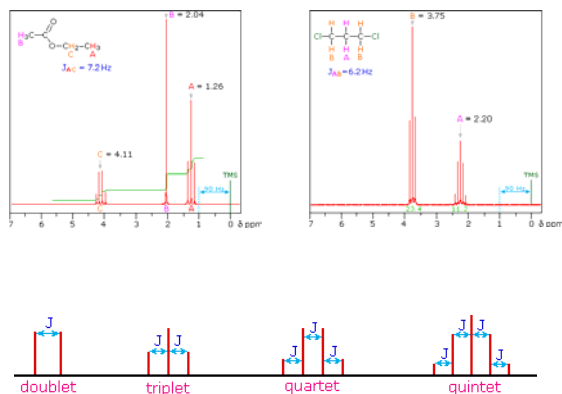 B = 2.04
H₃C
B
O
O
CH₂
C
CH₃
A
J_AC = 7.2 Hz
A = 1.26
C = 4.11
TMS
90 Hz
C
B
A
7 6 5 4 3 2 1 0 δ ppm
B = 3.75
H H H
Cl C C C Cl
H H H
B A B
J_AB = 6.2 Hz
A = 2.20
TMS
90 Hz
7 6 5 4 3 2 1 0 δ ppm
J
J J
J J J
J J J J
doublet
triplet
quartet
quintet